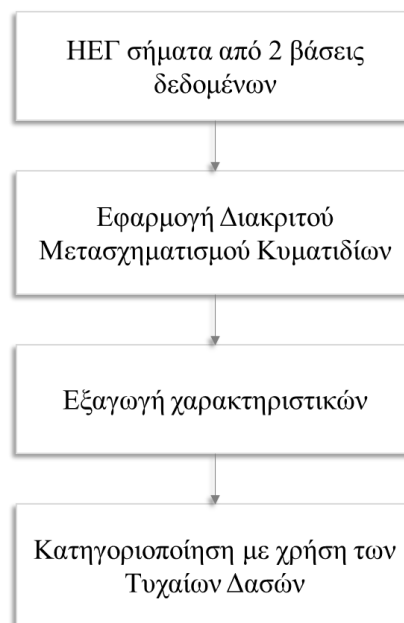 ΗΕΓ σήματα από 2 βάσεις
δεδομένων
Εφαρμογή Διακριτού
Μετασχηματισμού Κυματιδίων
Εξαγωγή χαρακτηριστικών
Κατηγοριοποίηση με χρήση των
Τυχαίων Δασών